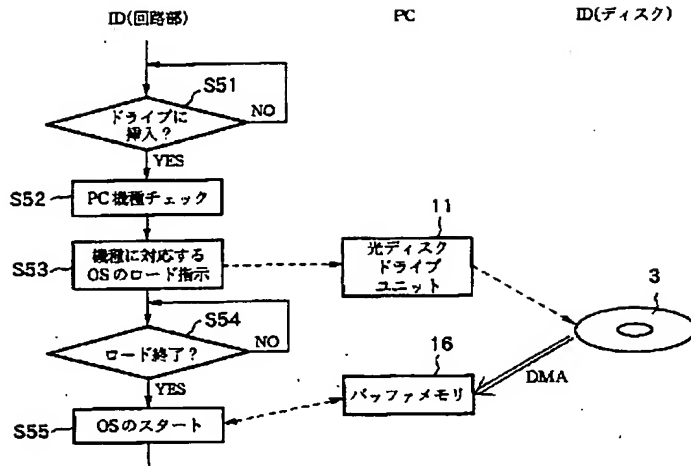 ID(回路部)
PC
ID(ディスク)
S51
ドライブに
挿入?
NO
YES
S52
PC機種チェック
S53
機種に対応する
OSのロード指示
11
光ディスク
ドライブ
ユニット
3
S54
ロード終了?
NO
YES
16
バッファメモリ
DMA
S55
OSのスタート